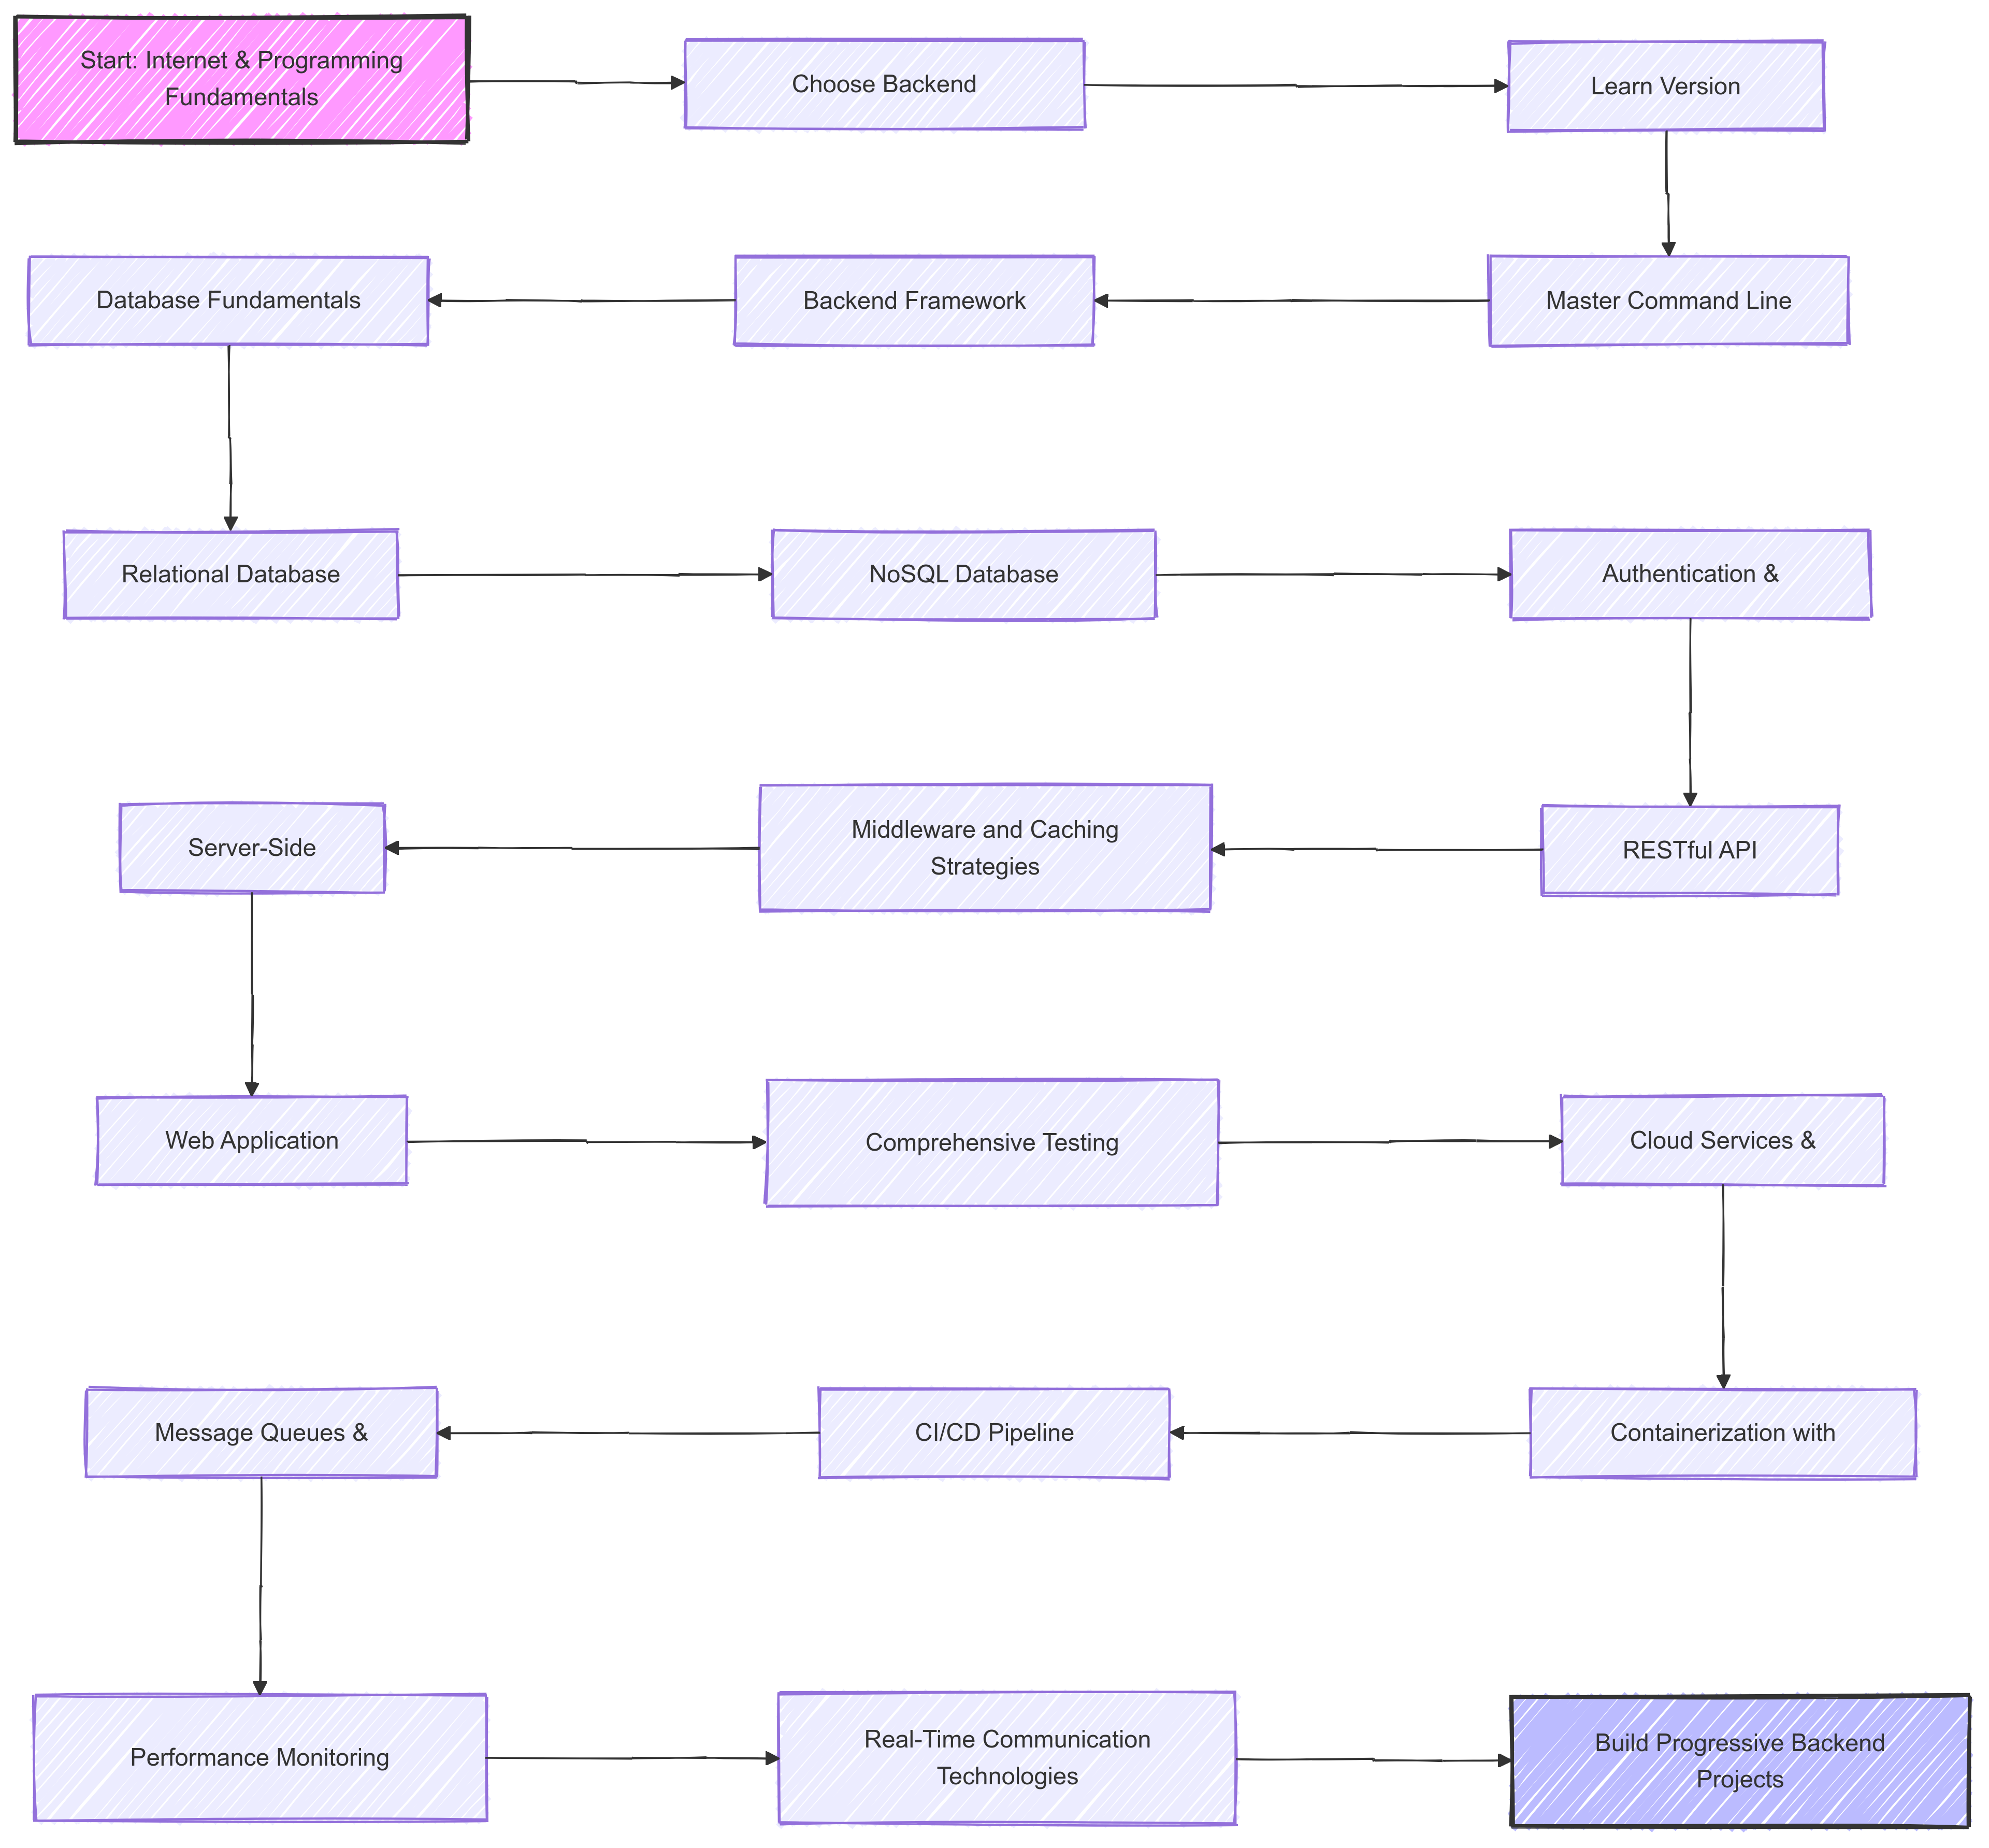 Start: Internet & Programming
Fundamentals
Choose Backend
Learn Version
Master Command Line
Backend Framework
Database Fundamentals
Relational Database
NoSQL Database
Authentication &
RESTful API
Middleware and Caching
Strategies
Server-Side
Web Application
Comprehensive Testing
Cloud Services &
Containerization with
CI/CD Pipeline
Message Queues &
Performance Monitoring
Real-Time Communication
Technologies
Build Progressive Backend
Projects